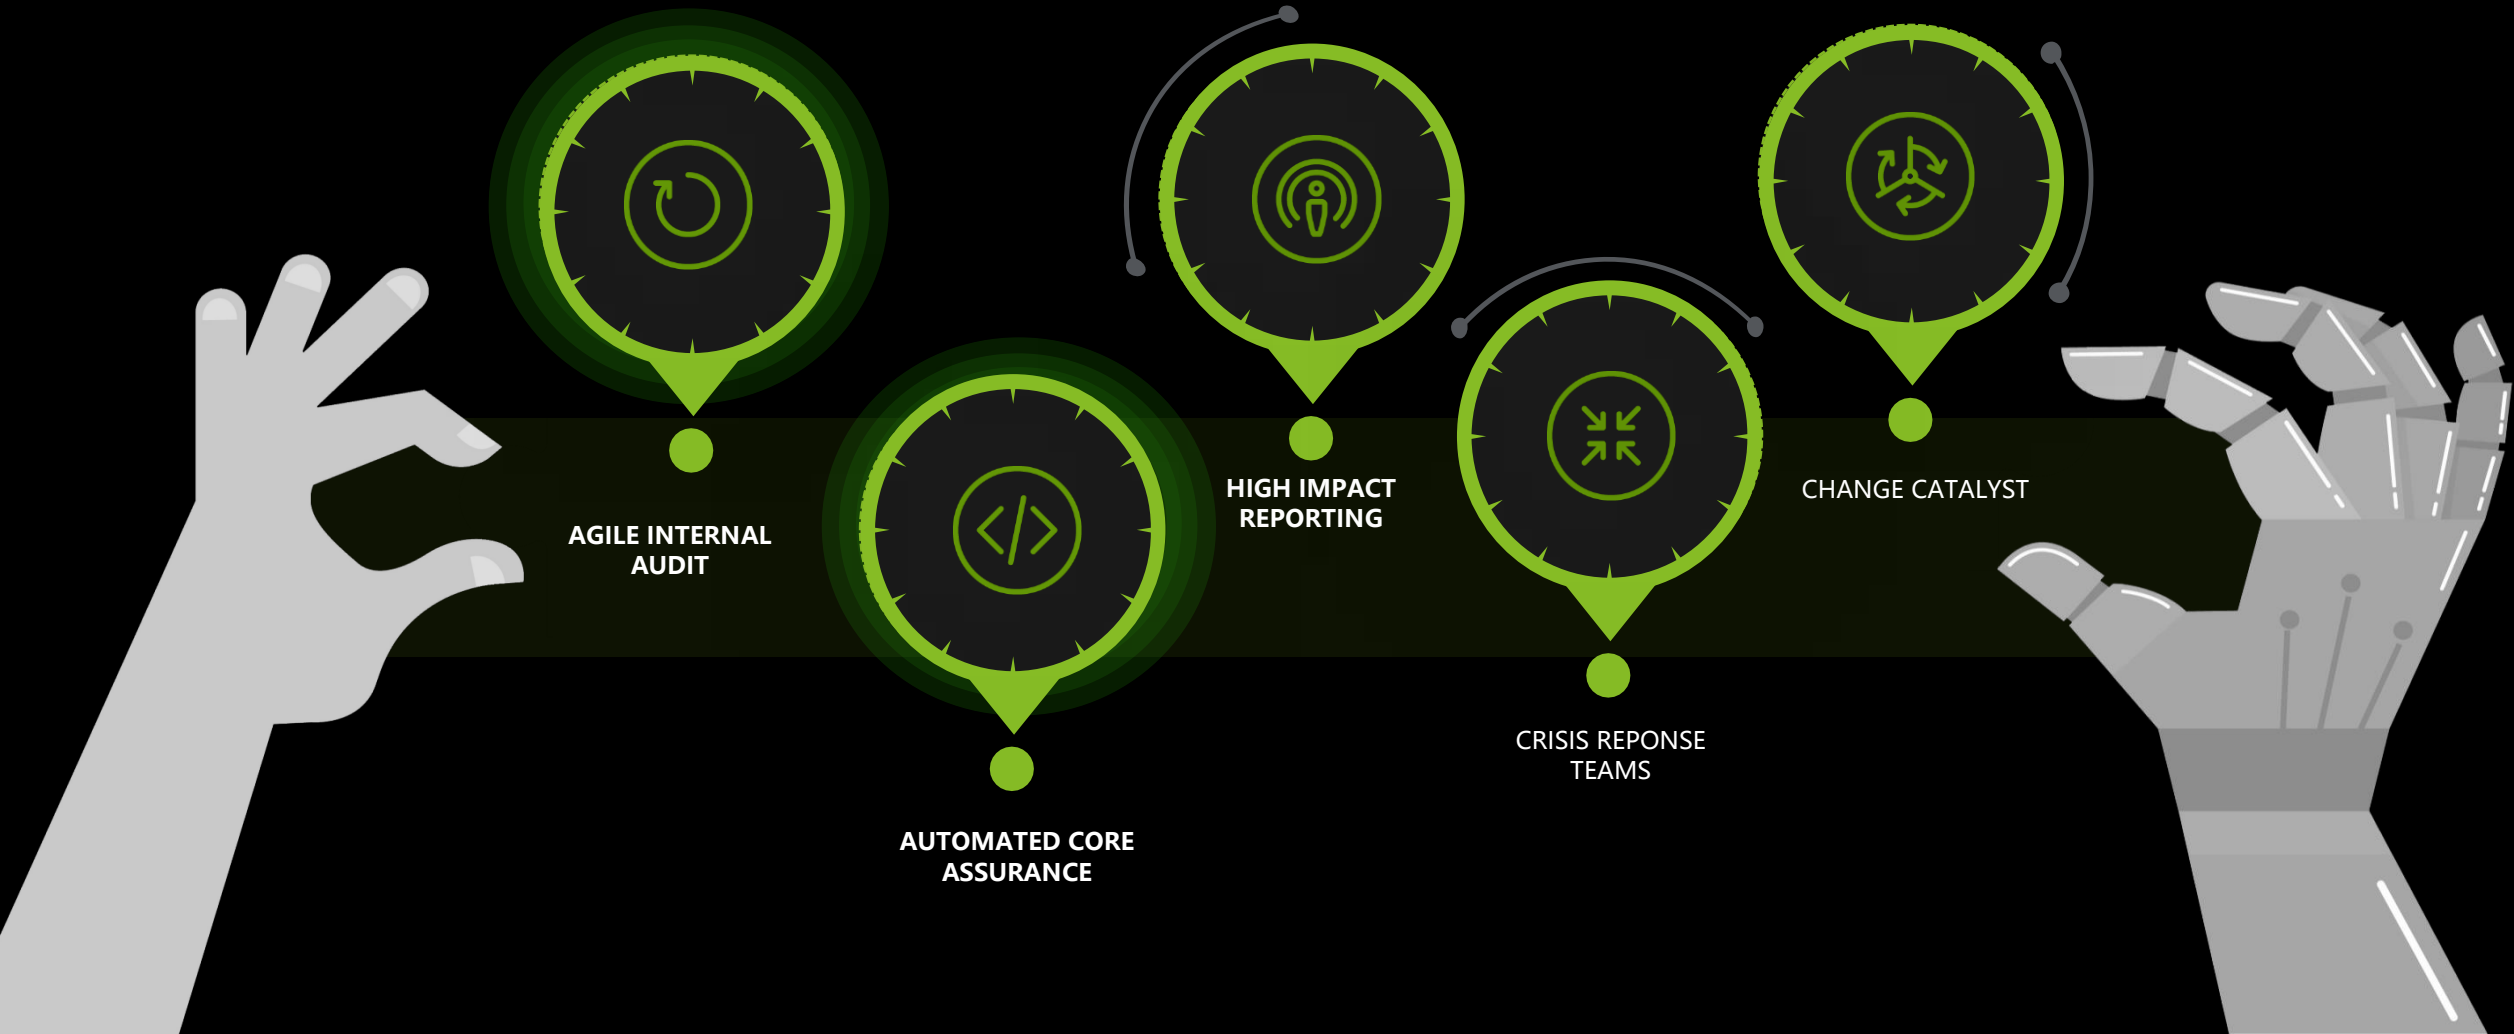 AGILE INTERNAL
AUDIT
AUTOMATED CORE
ASSURANCE
HIGH IMPACT
REPORTING
CRISIS REPONSE
TEAMS
CHANGE CATALYST